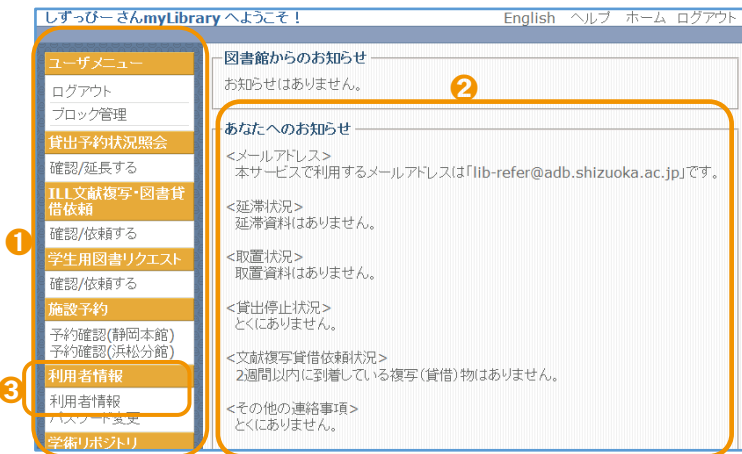 しずっぴー さんmyLibrary へようこそ！
English ヘルプ ホーム ログアウト
ユーザメニュー
ログアウト
ブロック管理
貸出予約状況照会
確認/延長する
ILL文献複写・図書貸
借依頼
確認/依頼する
学生用図書リクエスト
確認/依頼する
施設予約
予約確認(静岡本館)
予約確認(浜松分館)
利用者情報
利用者情報
パスワード変更
学術リポジトリ
❶
❸
図書館からのお知らせ
お知らせはありません。
❷
あなたへのお知らせ
<メールアドレス>
本サービスで利用するメールアドレスは「lib-refer@adb.shizuoka.ac.jp」です。
<延滞状況>
延滞資料はありません。
<取置状況>
取置資料はありません。
<貸出停止状況>
とくにありません。
<文献複写貸借依頼状況>
2週間以内に到着している複写(貸借)物はありません。
<その他の連絡事項>
とくにありません。